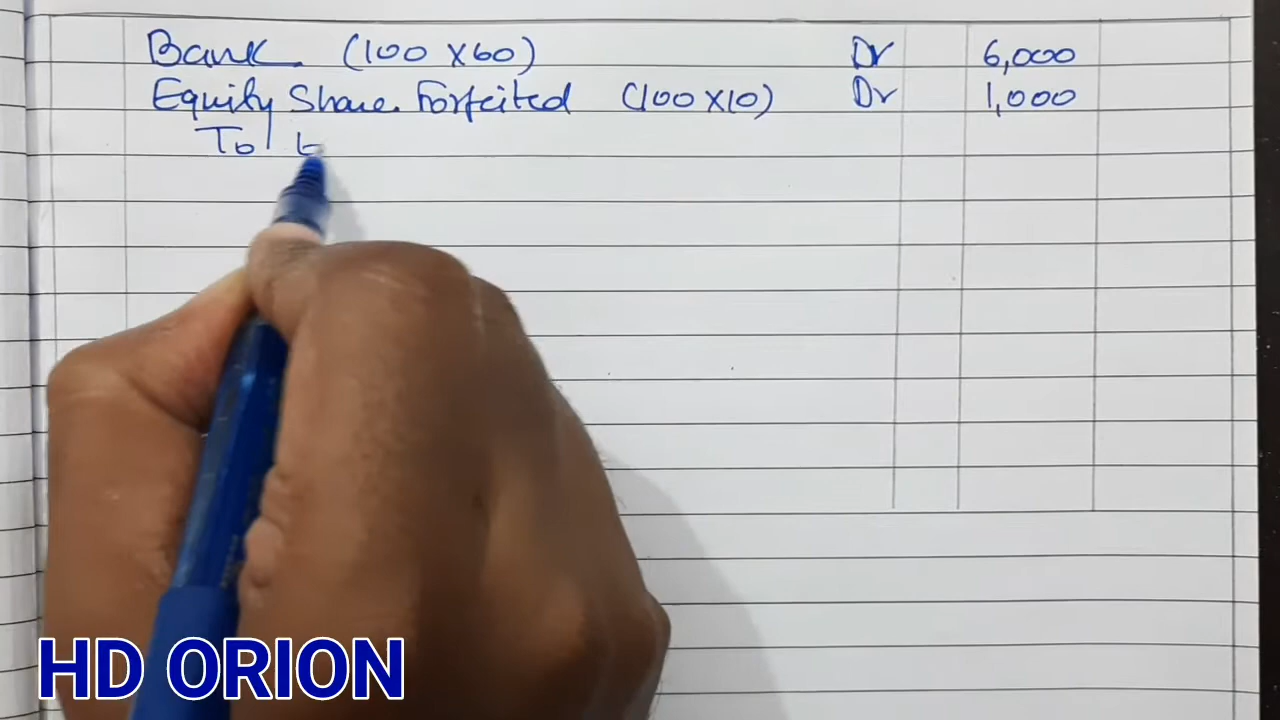 Bank (100 X 60) Dr 6,000
Equity Share Forfeited (100 X 10) Dr 1,000
To
HD ORION